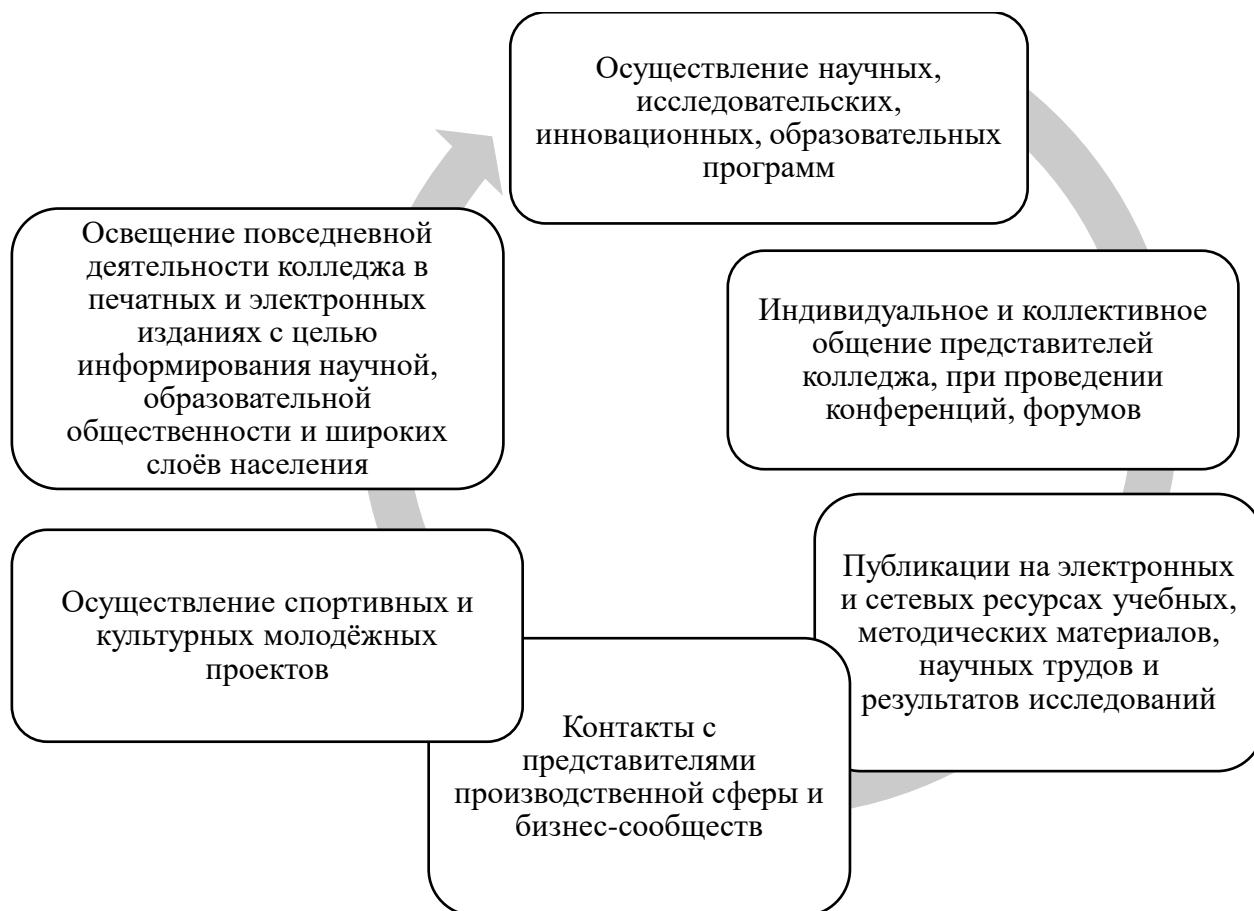 Осуществление научных,
исследовательских,
инновационных, образовательных
программ
Индивидуальное и коллективное
общение представителей
колледжа, при проведении
конференций, форумов
Публикации на электронных
и сетевых ресурсах учебных,
методических материалов,
научных трудов и
результатов исследований
Контакты с
представителями
производственной сферы и
бизнес-сообществ
Осуществление спортивных и
культурных молодёжных
проектов
Освещение повседневной
деятельности колледжа в
печатных и электронных
изданиях с целью
информирования научной,
образовательной
общественности и широких
слоёв населения